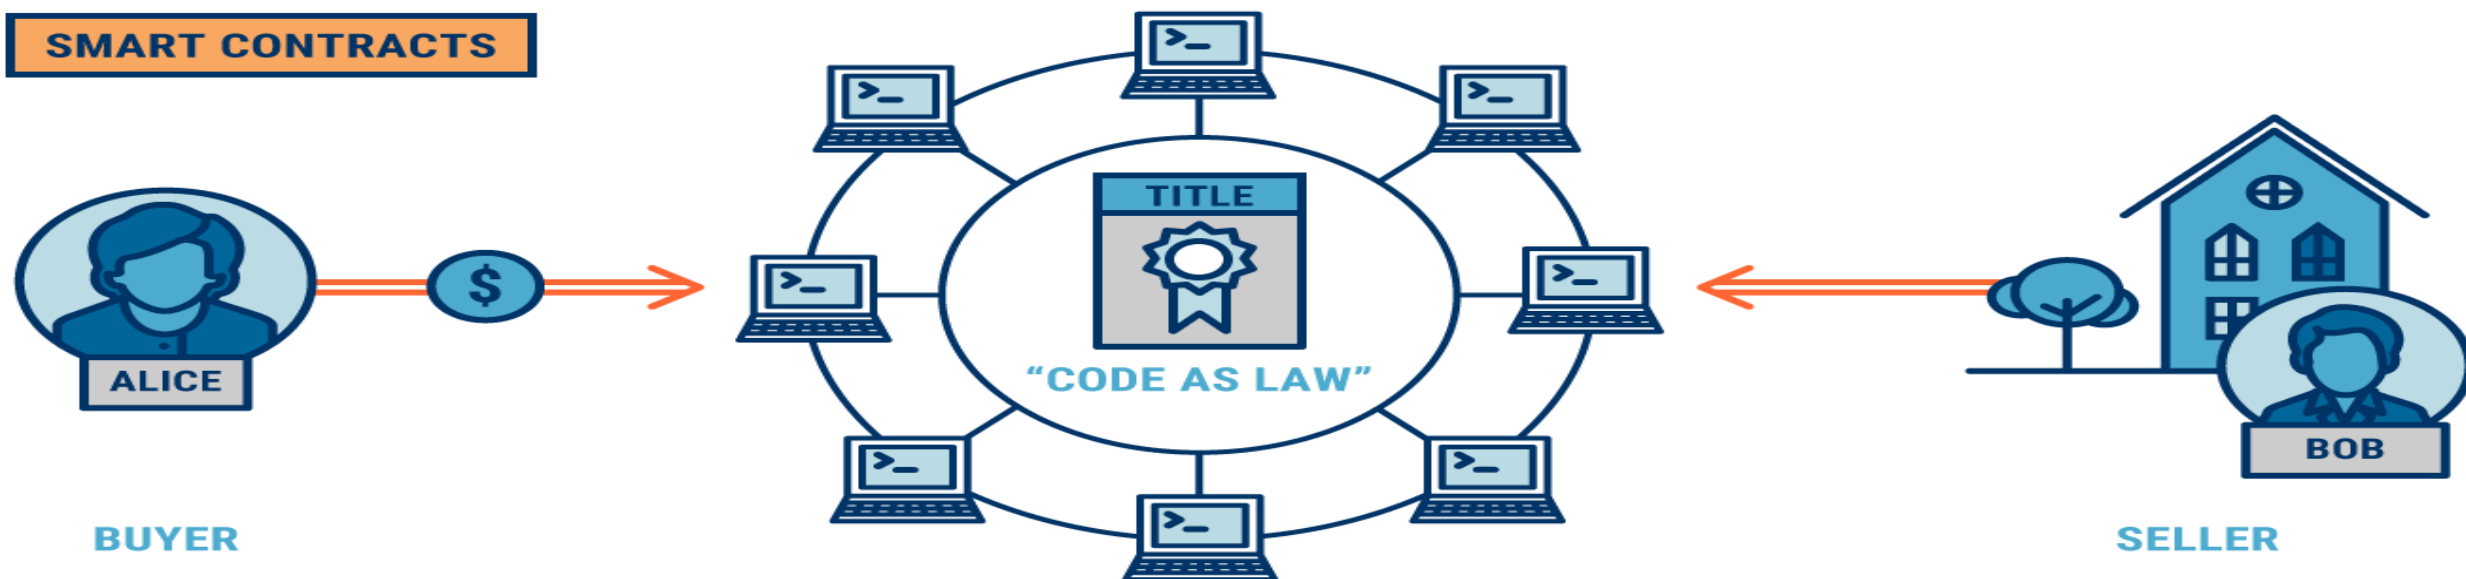 SMART CONTRACTS
>_
>_
>_
TITLE
$
>_
>_
"CODE AS LAW"
ALICE
BOB
>_
>_
>_
BUYER
SELLER